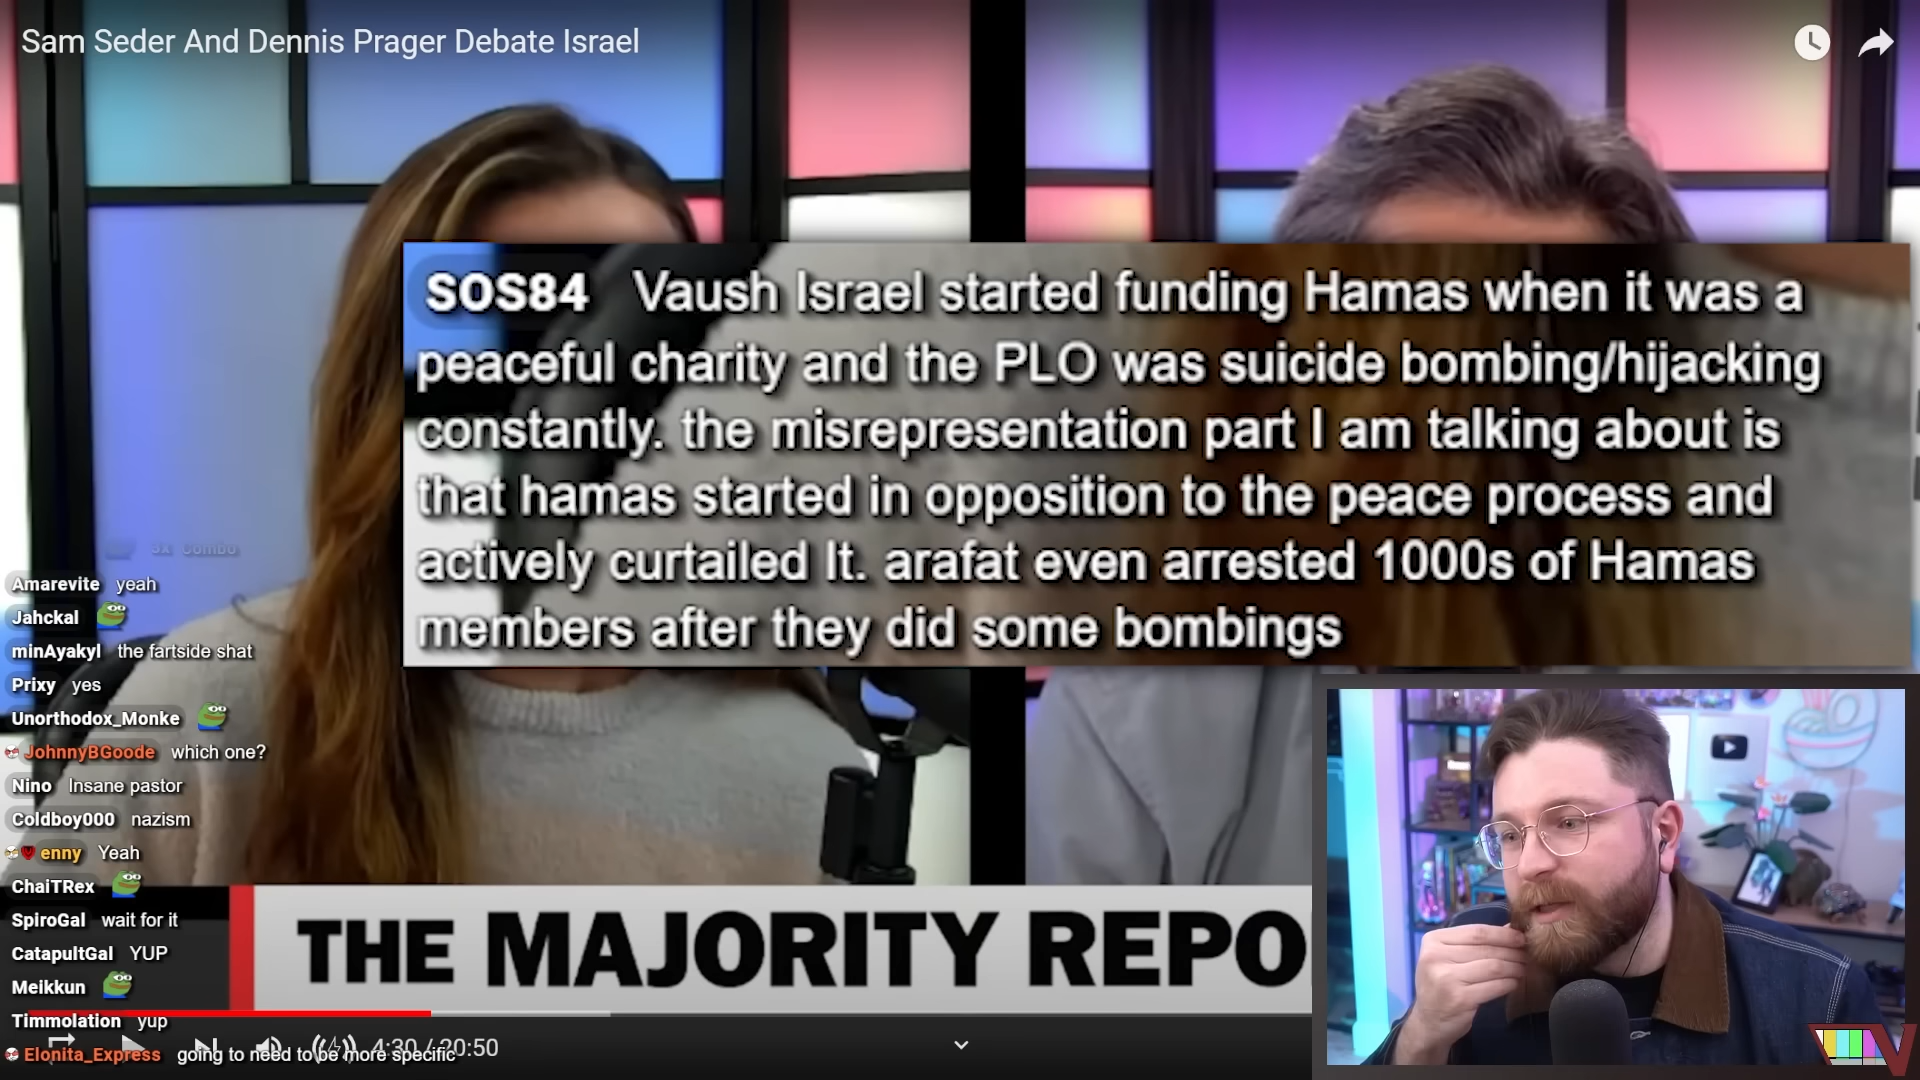 Sam Seder And Dennis Prager Debate Israel
SOS84 Vaush Israel started funding Hamas when it was a
peaceful charity and the PLO was suicide bombing/hijacking
constantly. the misrepresentation part I am talking about is
that hamas started in opposition to the peace process and
actively curtailed It. arafat even arrested 1000s of Hamas
members after they did some bombings
3x Combo
Amarevite yeah
Jahckal
minAyakyl the fartside shat
Prixy yes
Unorthodox_Monke
JohnnyBGoode which one?
Nino Insane pastor
Coldboy000 nazism
enny Yeah
ChaiTRex
SpiroGal wait for it
CatapultGal YUP
Meikkun
Timmolation yup
Elonita_Express going to need to be more specific
THE MAJORITY REPO
4:30 / 20:50
V